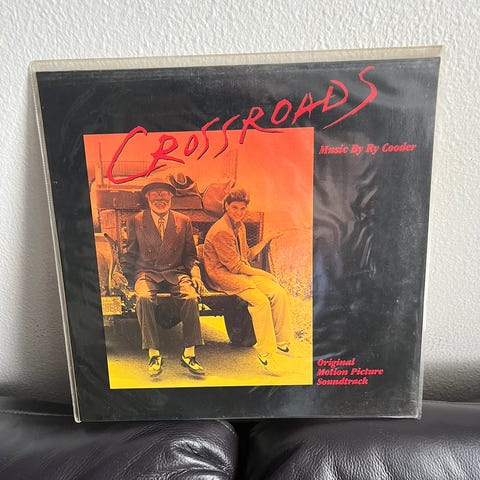 CROSSROADS
Music By Ry Cooder
Original
Motion Picture
Soundtrack